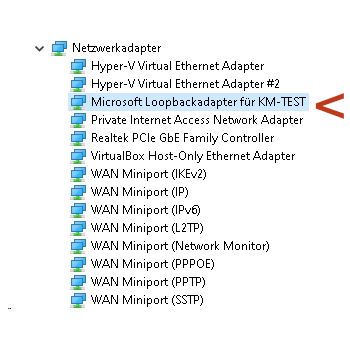 Netzwerkadapter
Hyper-V Virtual Ethernet Adapter
Hyper-V Virtual Ethernet Adapter #2
Microsoft Loopbackadapter für KM-TEST
Private Internet Access Network Adapter
Realtek PCIe GbE Family Controller
VirtualBox Host-Only Ethernet Adapter
WAN Miniport (IKEv2)
WAN Miniport (IP)
WAN Miniport (IPv6)
WAN Miniport (L2TP)
WAN Miniport (Network Monitor)
WAN Miniport (PPPOE)
WAN Miniport (PPTP)
WAN Miniport (SSTP)